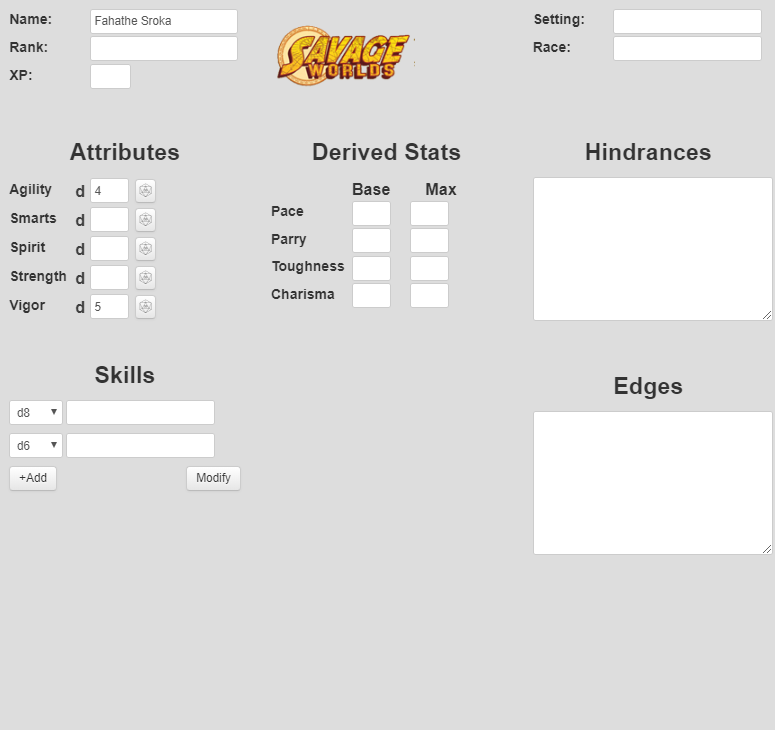 Name: Fahathe Sroka
Rank:
XP:
SAVAGE
WORLDS
Setting:
Race:
Attributes
Agility d 4
Smarts d
Spirit d
Strength d
Vigor d 5
Derived Stats
Base Max
Pace
Parry
Toughness
Charisma
Hindrances
Skills
d8
d6
+Add Modify
Edges